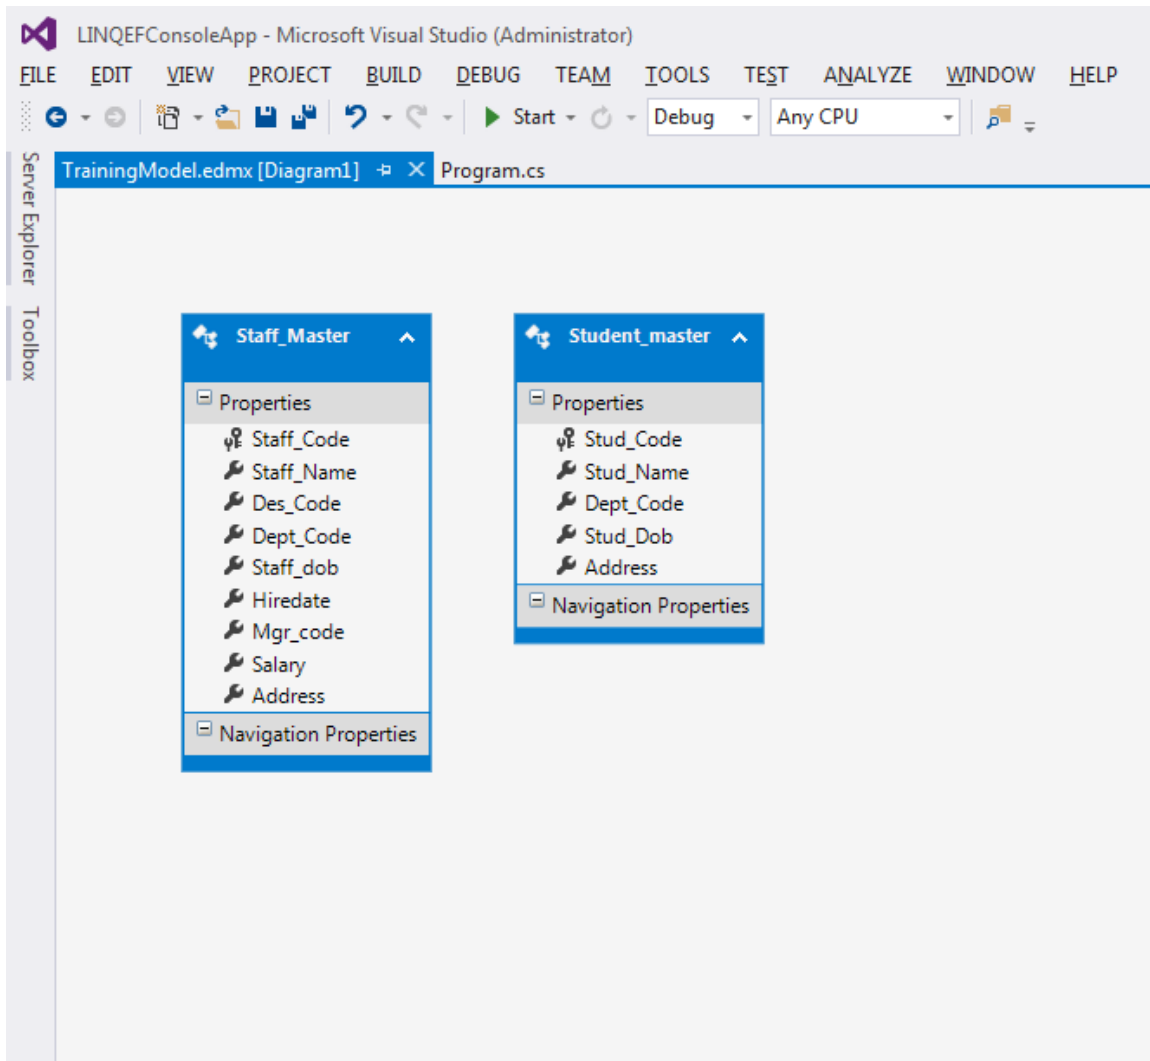 LINQEFConsoleApp - Microsoft Visual Studio (Administrator)
FILE EDIT VIEW PROJECT BUILD DEBUG TEAM TOOLS TEST ANALYZE WINDOW HELP
Start Debug Any CPU
Server Explorer
Toolbox
TrainingModel.edmx [Diagram1] Program.cs
Staff_Master
Properties
Staff_Code
Staff_Name
Des_Code
Dept_Code
Staff_dob
Hiredate
Mgr_code
Salary
Address
Navigation Properties
Student_master
Properties
Stud_Code
Stud_Name
Dept_Code
Stud_Dob
Address
Navigation Properties